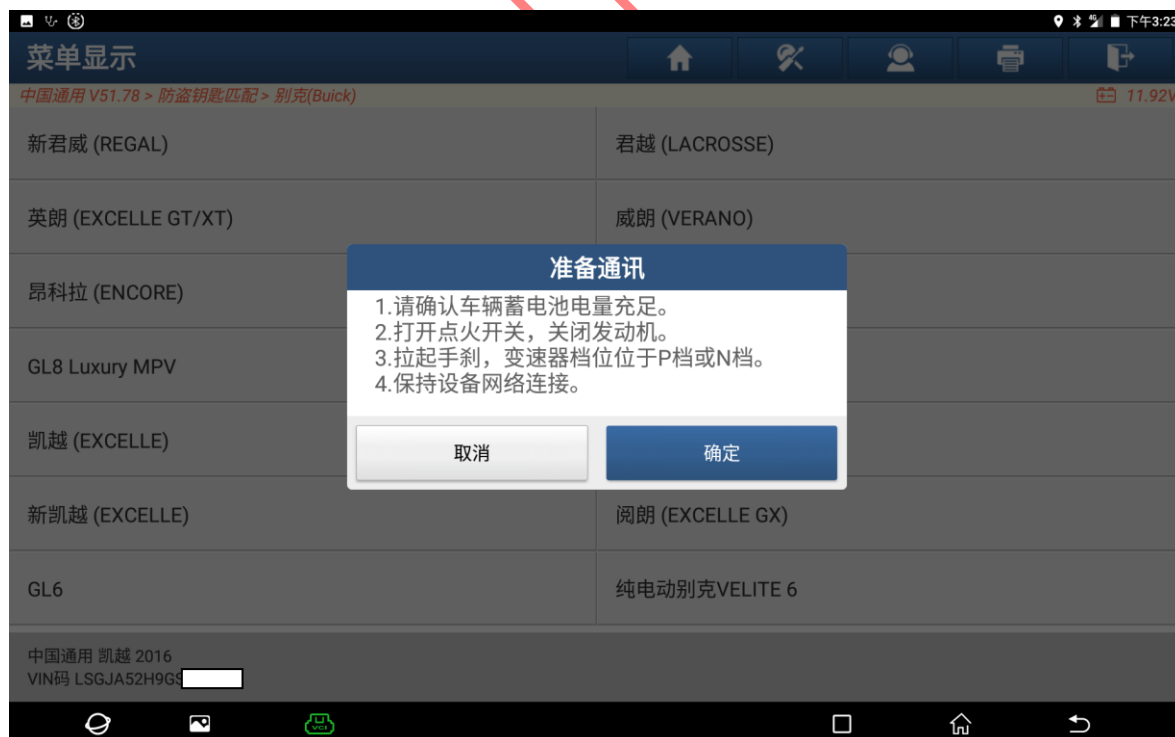 下午3:23
菜单显示
中国通用 V51.78 > 防盗钥匙匹配 > 别克(Buick)
11.92V
新君威 (REGAL)
君越 (LACROSSE)
英朗 (EXCELLE GT/XT)
威朗 (VERANO)
昂科拉 (ENCORE)
准备通讯
1.请确认车辆蓄电池电量充足。
2.打开点火开关，关闭发动机。
3.拉起手刹，变速器档位位于P档或N档。
4.保持设备网络连接。
取消
确定
GL8 Luxury MPV
凯越 (EXCELLE)
新凯越 (EXCELLE)
阅朗 (EXCELLE GX)
GL6
纯电动别克VELITE 6
中国通用 凯越 2016
VIN码 LSGJA52H9GS
VCI